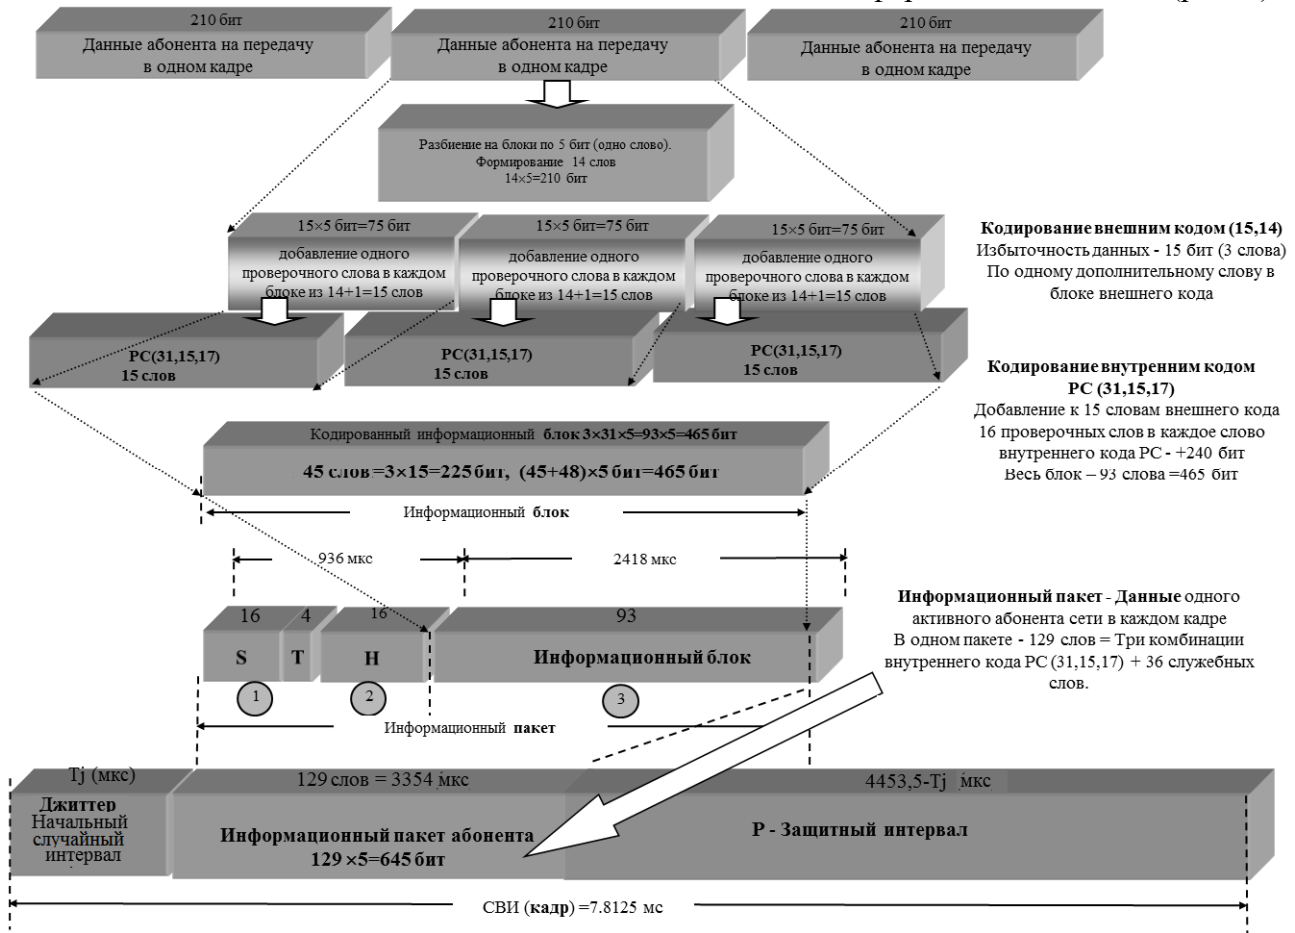 210 бит
Данные абонента на передачу
в одном кадре
210 бит
Данные абонента на передачу
в одном кадре
210 бит
Данные абонента на передачу
в одном кадре
Разбиение на блоки по 5 бит (одно слово).
Формирование 14 слов
14×5=210 бит
15×5 бит=75 бит
добавление одного
проверочного слова в каждом
блоке из 14+1=15 слов
15×5 бит=75 бит
добавление одного
проверочного слова в каждом
блоке из 14+1=15 слов
15×5 бит=75 бит
добавление одного
проверочного слова в каждом
блоке из 14+1=15 слов
Кодирование внешним кодом (15,14)
Избыточность данных - 15 бит (3 слова)
По одному дополнительному слову в
блоке внешнего кода
РС(31,15,17)
15 слов
РС(31,15,17)
15 слов
РС(31,15,17)
15 слов
Кодирование внутренним кодом
РС (31,15,17)
Добавление к 15 словам внешнего кода
16 проверочных слов в каждое слово
внутреннего кода РС - +240 бит
Весь блок – 93 слова =465 бит
Кодированный информационный блок 3×31×5=93×5=465 бит
45 слов =3×15=225 бит, (45+48)×5 бит=465 бит
Информационный блок
936 мкс
2418 мкс
16
4
16
93
S
T
H
Информационный блок
1
2
3
Информационный пакет
Информационный пакет - Данные одного
активного абонента сети в каждом кадре
В одном пакете - 129 слов = Три комбинации
внутреннего кода РС (31,15,17) + 36 служебных
слов.
Tj (мкс)
129 слов = 3354 мкс
4453,5-Tj мкс
Джиттер
Начальный
случайный
интервал
Информационный пакет абонента
129 ×5=645 бит
Р - Защитный интервал
СВИ (кадр) =7.8125 мс